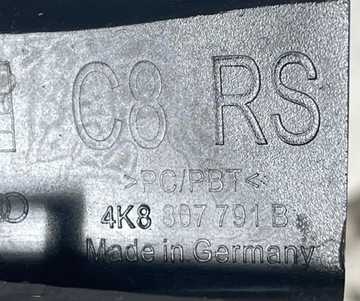 C8 RS
>PC/PBT<
4K8 807 791 B
Made in Germany